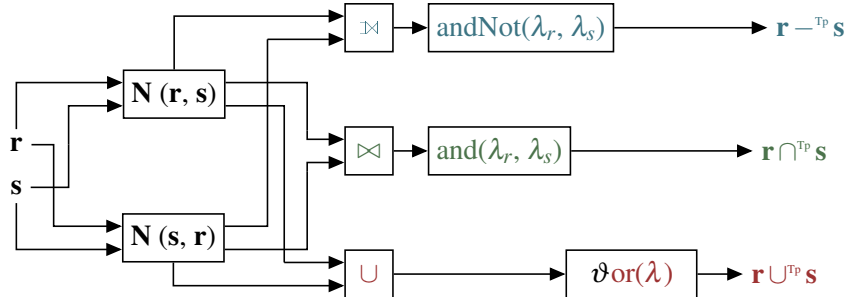 ⟕ andNot(λr, λs) r −ᵀᵖ s
N (r, s)
r
⋈ and(λr, λs) r ∩ᵀᵖ s
s
N (s, r)
∪ ϑor(λ) r ∪ᵀᵖ s